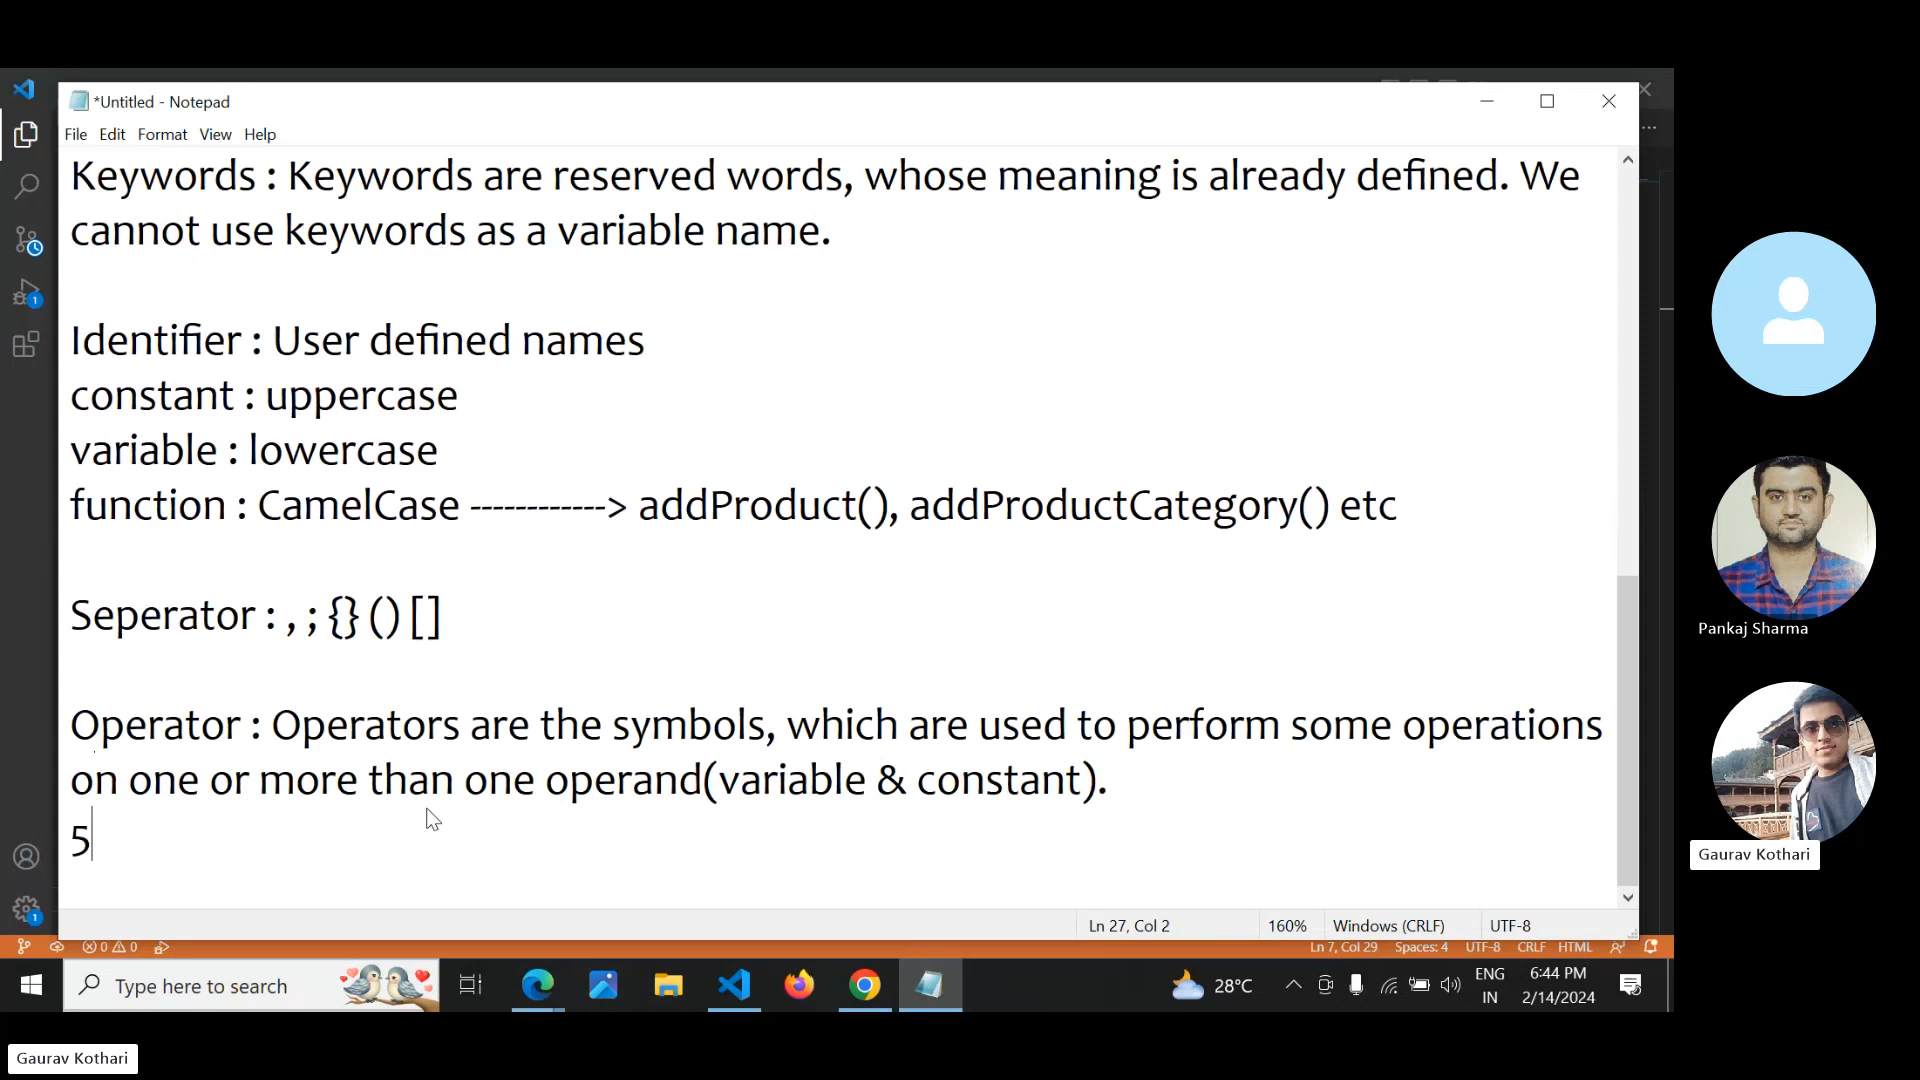 *Untitled - Notepad
File Edit Format View Help
Keywords : Keywords are reserved words, whose meaning is already defined. We
cannot use keywords as a variable name.
Identifier : User defined names
constant : uppercase
variable : lowercase
function : CamelCase ------------> addProduct(), addProductCategory() etc
Seperator : , ; {} () []
Operator : Operators are the symbols, which are used to perform some operations
on one or more than one operand(variable & constant).
5
Ln 27, Col 2 160% Windows (CRLF) UTF-8
0 0 Ln 7, Col 29 Spaces: 4 UTF-8 CRLF HTML
1
1
Type here to search 28°C ENG IN 6:44 PM 2/14/2024
Pankaj Sharma
Gaurav Kothari
Gaurav Kothari